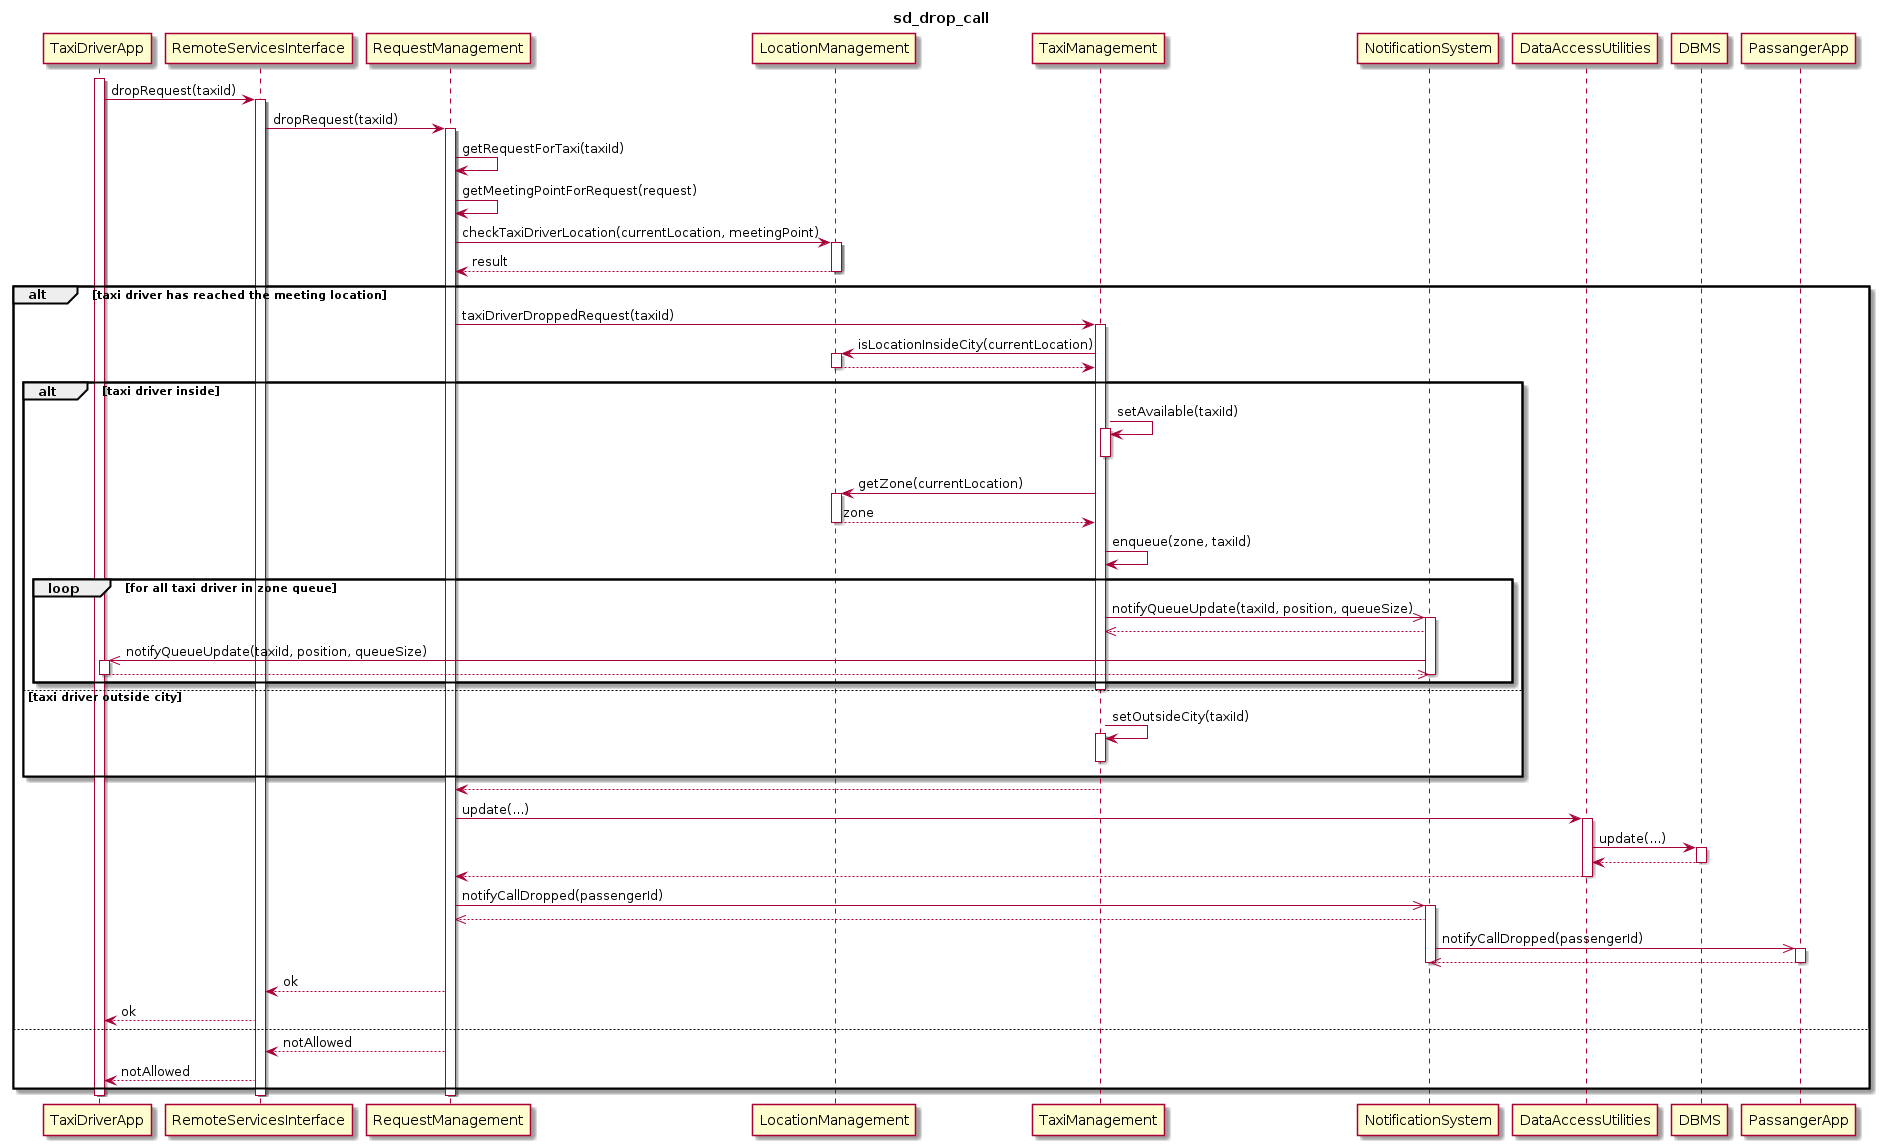 sd_drop_call
TaxiDriverApp RemoteServicesInterface RequestManagement LocationManagement TaxiManagement NotificationSystem DataAccessUtilities DBMS PassangerApp
dropRequest(taxiId)
dropRequest(taxiId)
getRequestForTaxi(taxiId)
getMeetingPointForRequest(request)
checkTaxiDriverLocation(currentLocation, meetingPoint)
result
alt [taxi driver has reached the meeting location]
taxiDriverDroppedRequest(taxiId)
isLocationInsideCity(currentLocation)
alt [taxi driver inside]
setAvailable(taxiId)
getZone(currentLocation)
zone
enqueue(zone, taxiId)
loop [for all taxi driver in zone queue]
notifyQueueUpdate(taxiId, position, queueSize)
notifyQueueUpdate(taxiId, position, queueSize)
[taxi driver outside city]
setOutsideCity(taxiId)
update(...)
update(...)
notifyCallDropped(passengerId)
notifyCallDropped(passengerId)
ok
ok
notAllowed
notAllowed
TaxiDriverApp RemoteServicesInterface RequestManagement LocationManagement TaxiManagement NotificationSystem DataAccessUtilities DBMS PassangerApp